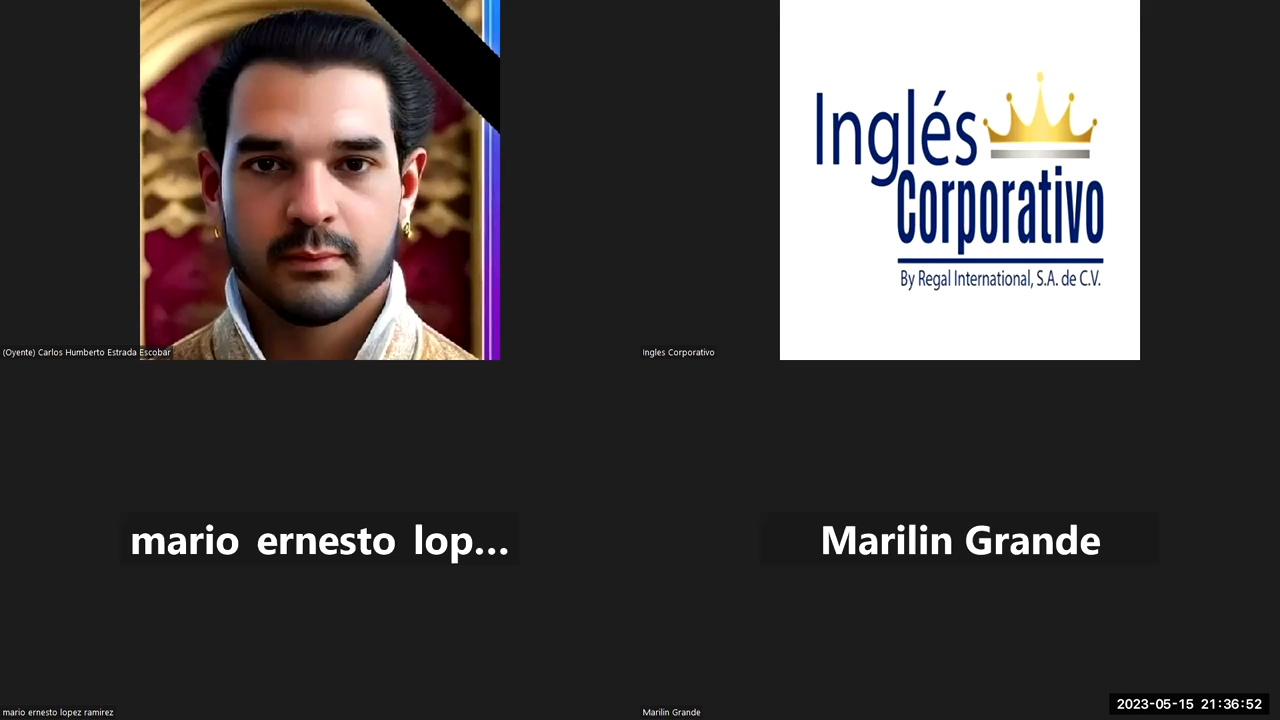 Inglés
Corporativo
By Regal International, S.A. de C.V.
(Oyente) Carlos Humberto Estrada Escobar
Ingles Corporativo
mario ernesto lop...
Marilin Grande
mario ernesto lopez ramirez
Marilin Grande
2023-05-15 21:36:52